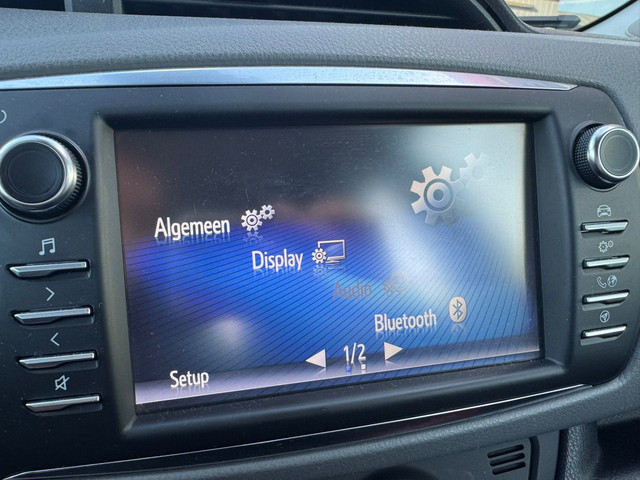 Algemeen
Display
Audio
Bluetooth
1/2
Setup